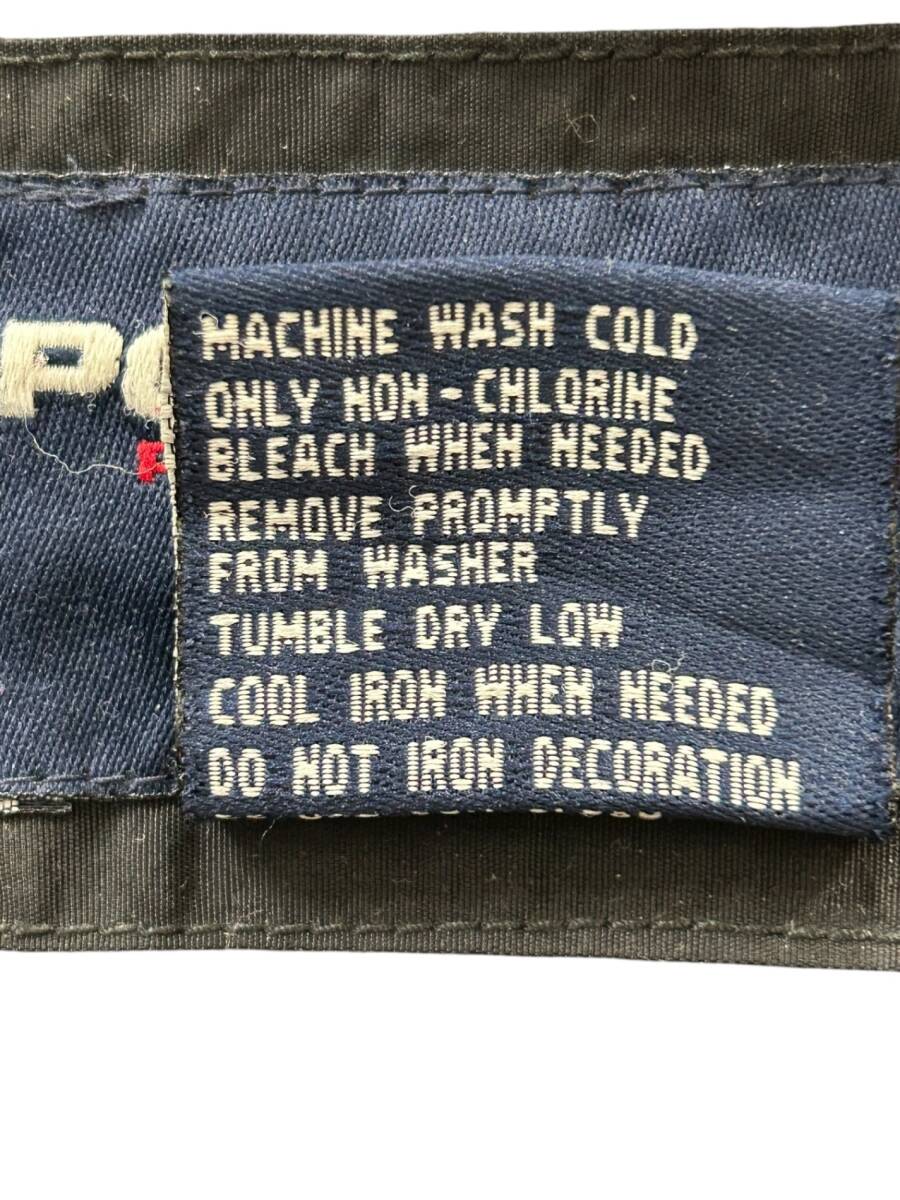 MACHINE WASH COLD
ONLY NON-CHLORINE
BLEACH WHEN NEEDED
REMOVE PROMPTLY
FROM WASHER
TUMBLE DRY LOW
COOL IRON WHEN NEEDED
DO NOT IRON DECORATION